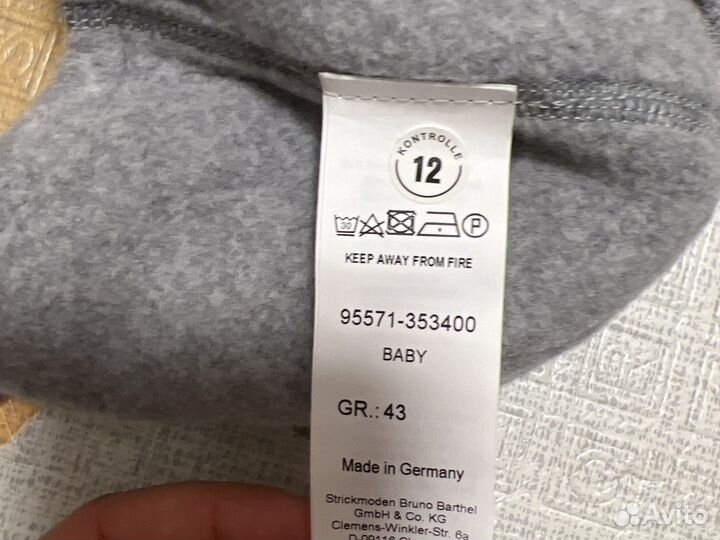 KONTROLLE
12
30
P
KEEP AWAY FROM FIRE
95571-353400
BABY
GR.: 43
Made in Germany
Strickmoden Bruno Barthel
GmbH & Co. KG
Clemens-Winkler-Str. 6a
D-09116
Avito